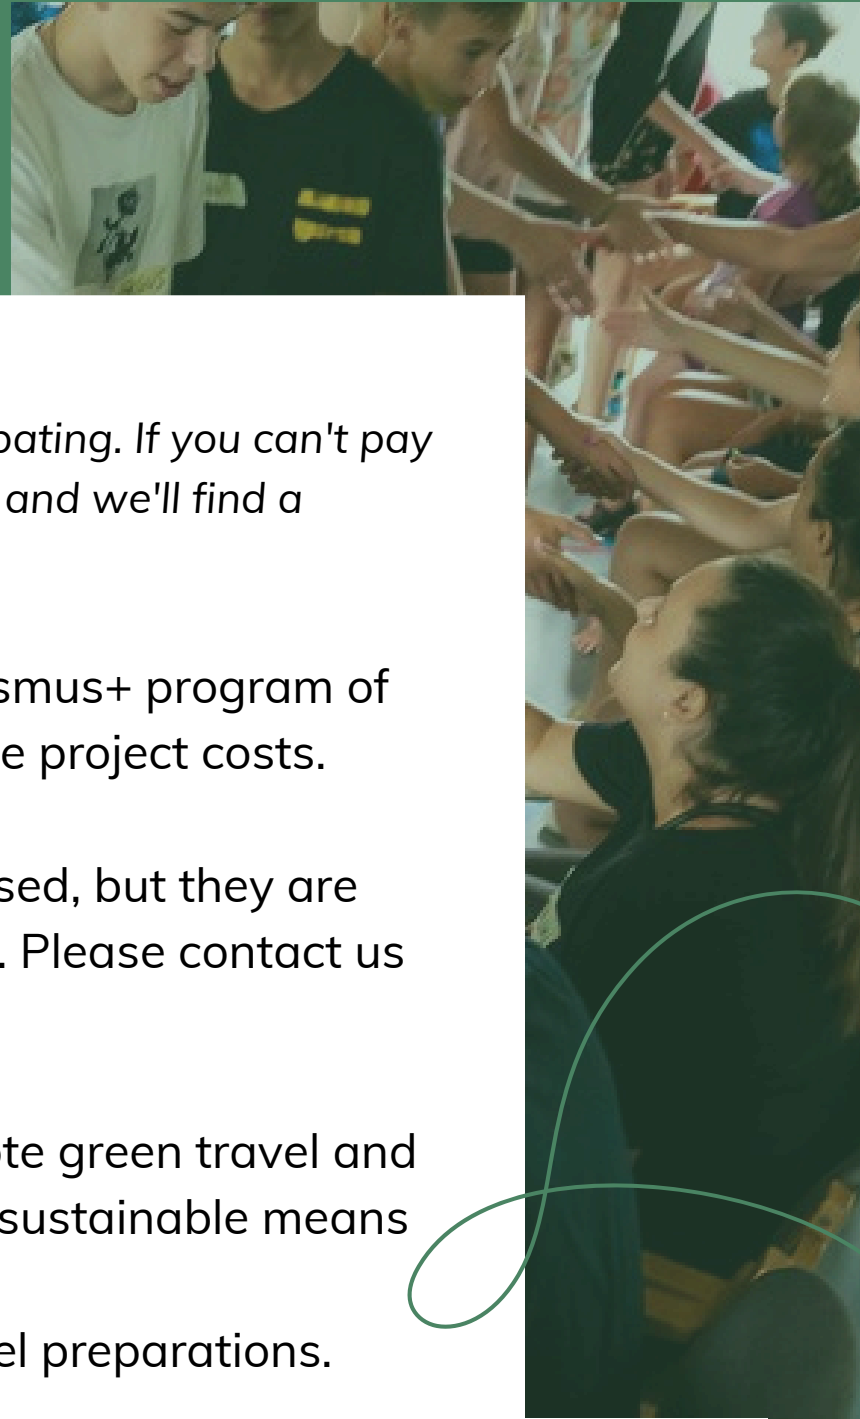 pating. If you can't pay
and we'll find a
smus+ program of
e project costs.
sed, but they are
. Please contact us
te green travel and
sustainable means
el preparations.